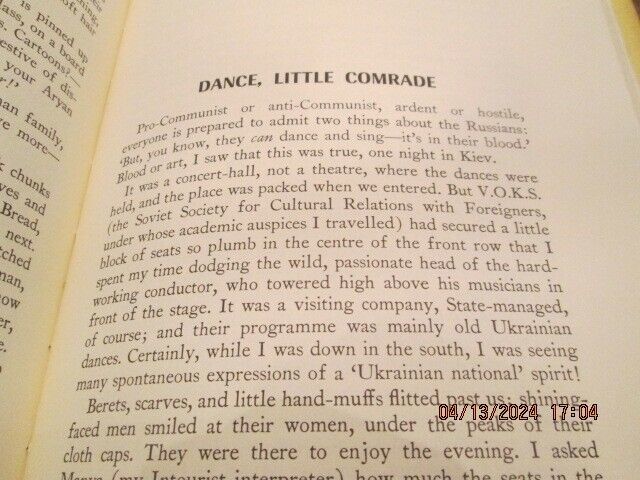 is pinned up
lass, on a board
s. Cartoons?—
estive of dis-
your Aryan
r!'
an family,
ve more—
k chunks
ves and
Bread,
next.
tched
man,
now
er,
e.
DANCE, LITTLE COMRADE
Pro-Communist or anti-Communist, ardent or hostile,
everyone is prepared to admit two things about the Russians:
'But, you know, they can dance and sing—it's in their blood.'
Blood or art, I saw that this was true, one night in Kiev.
It was a concert-hall, not a theatre, where the dances were
held, and the place was packed when we entered. But V.O.K.S.
(the Soviet Society for Cultural Relations with Foreigners,
under whose academic auspices I travelled) had secured a little
block of seats so plumb in the centre of the front row that I
spent my time dodging the wild, passionate head of the hard-
working conductor, who towered high above his musicians in
front of the stage. It was a visiting company, State-managed,
of course; and their programme was mainly old Ukrainian
dances. Certainly, while I was down in the south, I was seeing
many spontaneous expressions of a 'Ukrainian national' spirit!
Berets, scarves, and little hand-muffs flitted past us; shining-
faced men smiled at their women, under the peaks of their
cloth caps. They were there to enjoy the evening. I asked
(my Intourist interpreter) how much the seats in the
04/13/2024 17:04